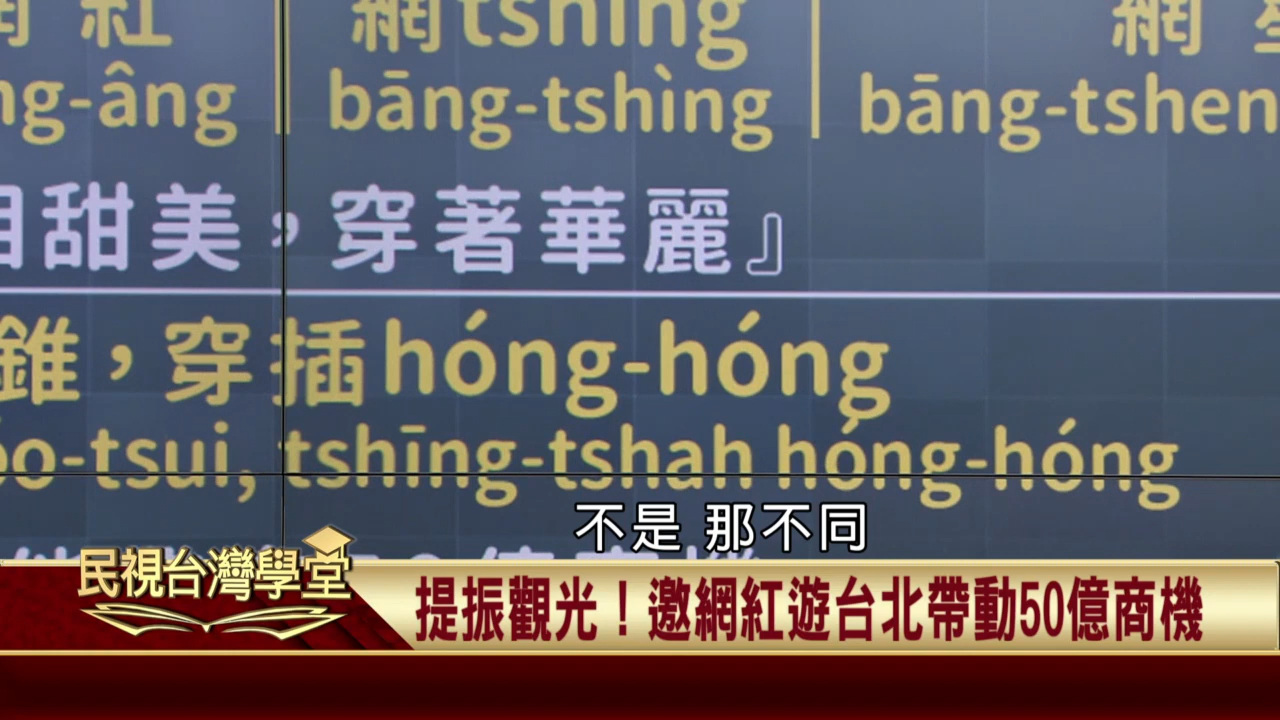 網紅 網tshìng 網
ng-âng bāng-tshìng bāng-tshen
甜美，穿著華麗』
錐，穿插hóng-hóng
o-tsui, tshīng-tshah hóng-hóng
不是 那不同
民視台灣學堂
提振觀光！邀網紅遊台北帶動50億商機